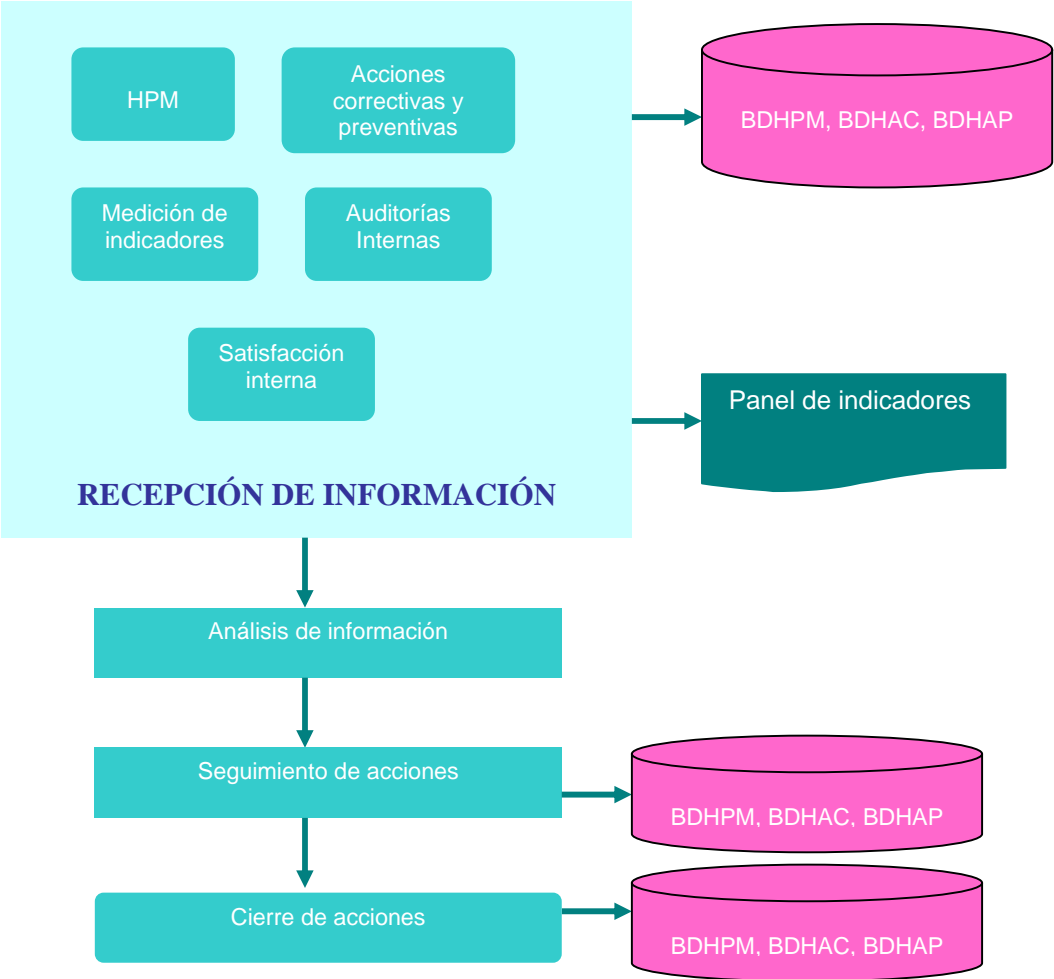 HPM
Acciones
correctivas y
preventivas
BDHPM, BDHAC, BDHAP
Medición de
indicadores
Auditorías
Internas
Satisfacción
interna
Panel de indicadores
RECEPCIÓN DE INFORMACIÓN
Análisis de información
Seguimiento de acciones
BDHPM, BDHAC, BDHAP
Cierre de acciones
BDHPM, BDHAC, BDHAP